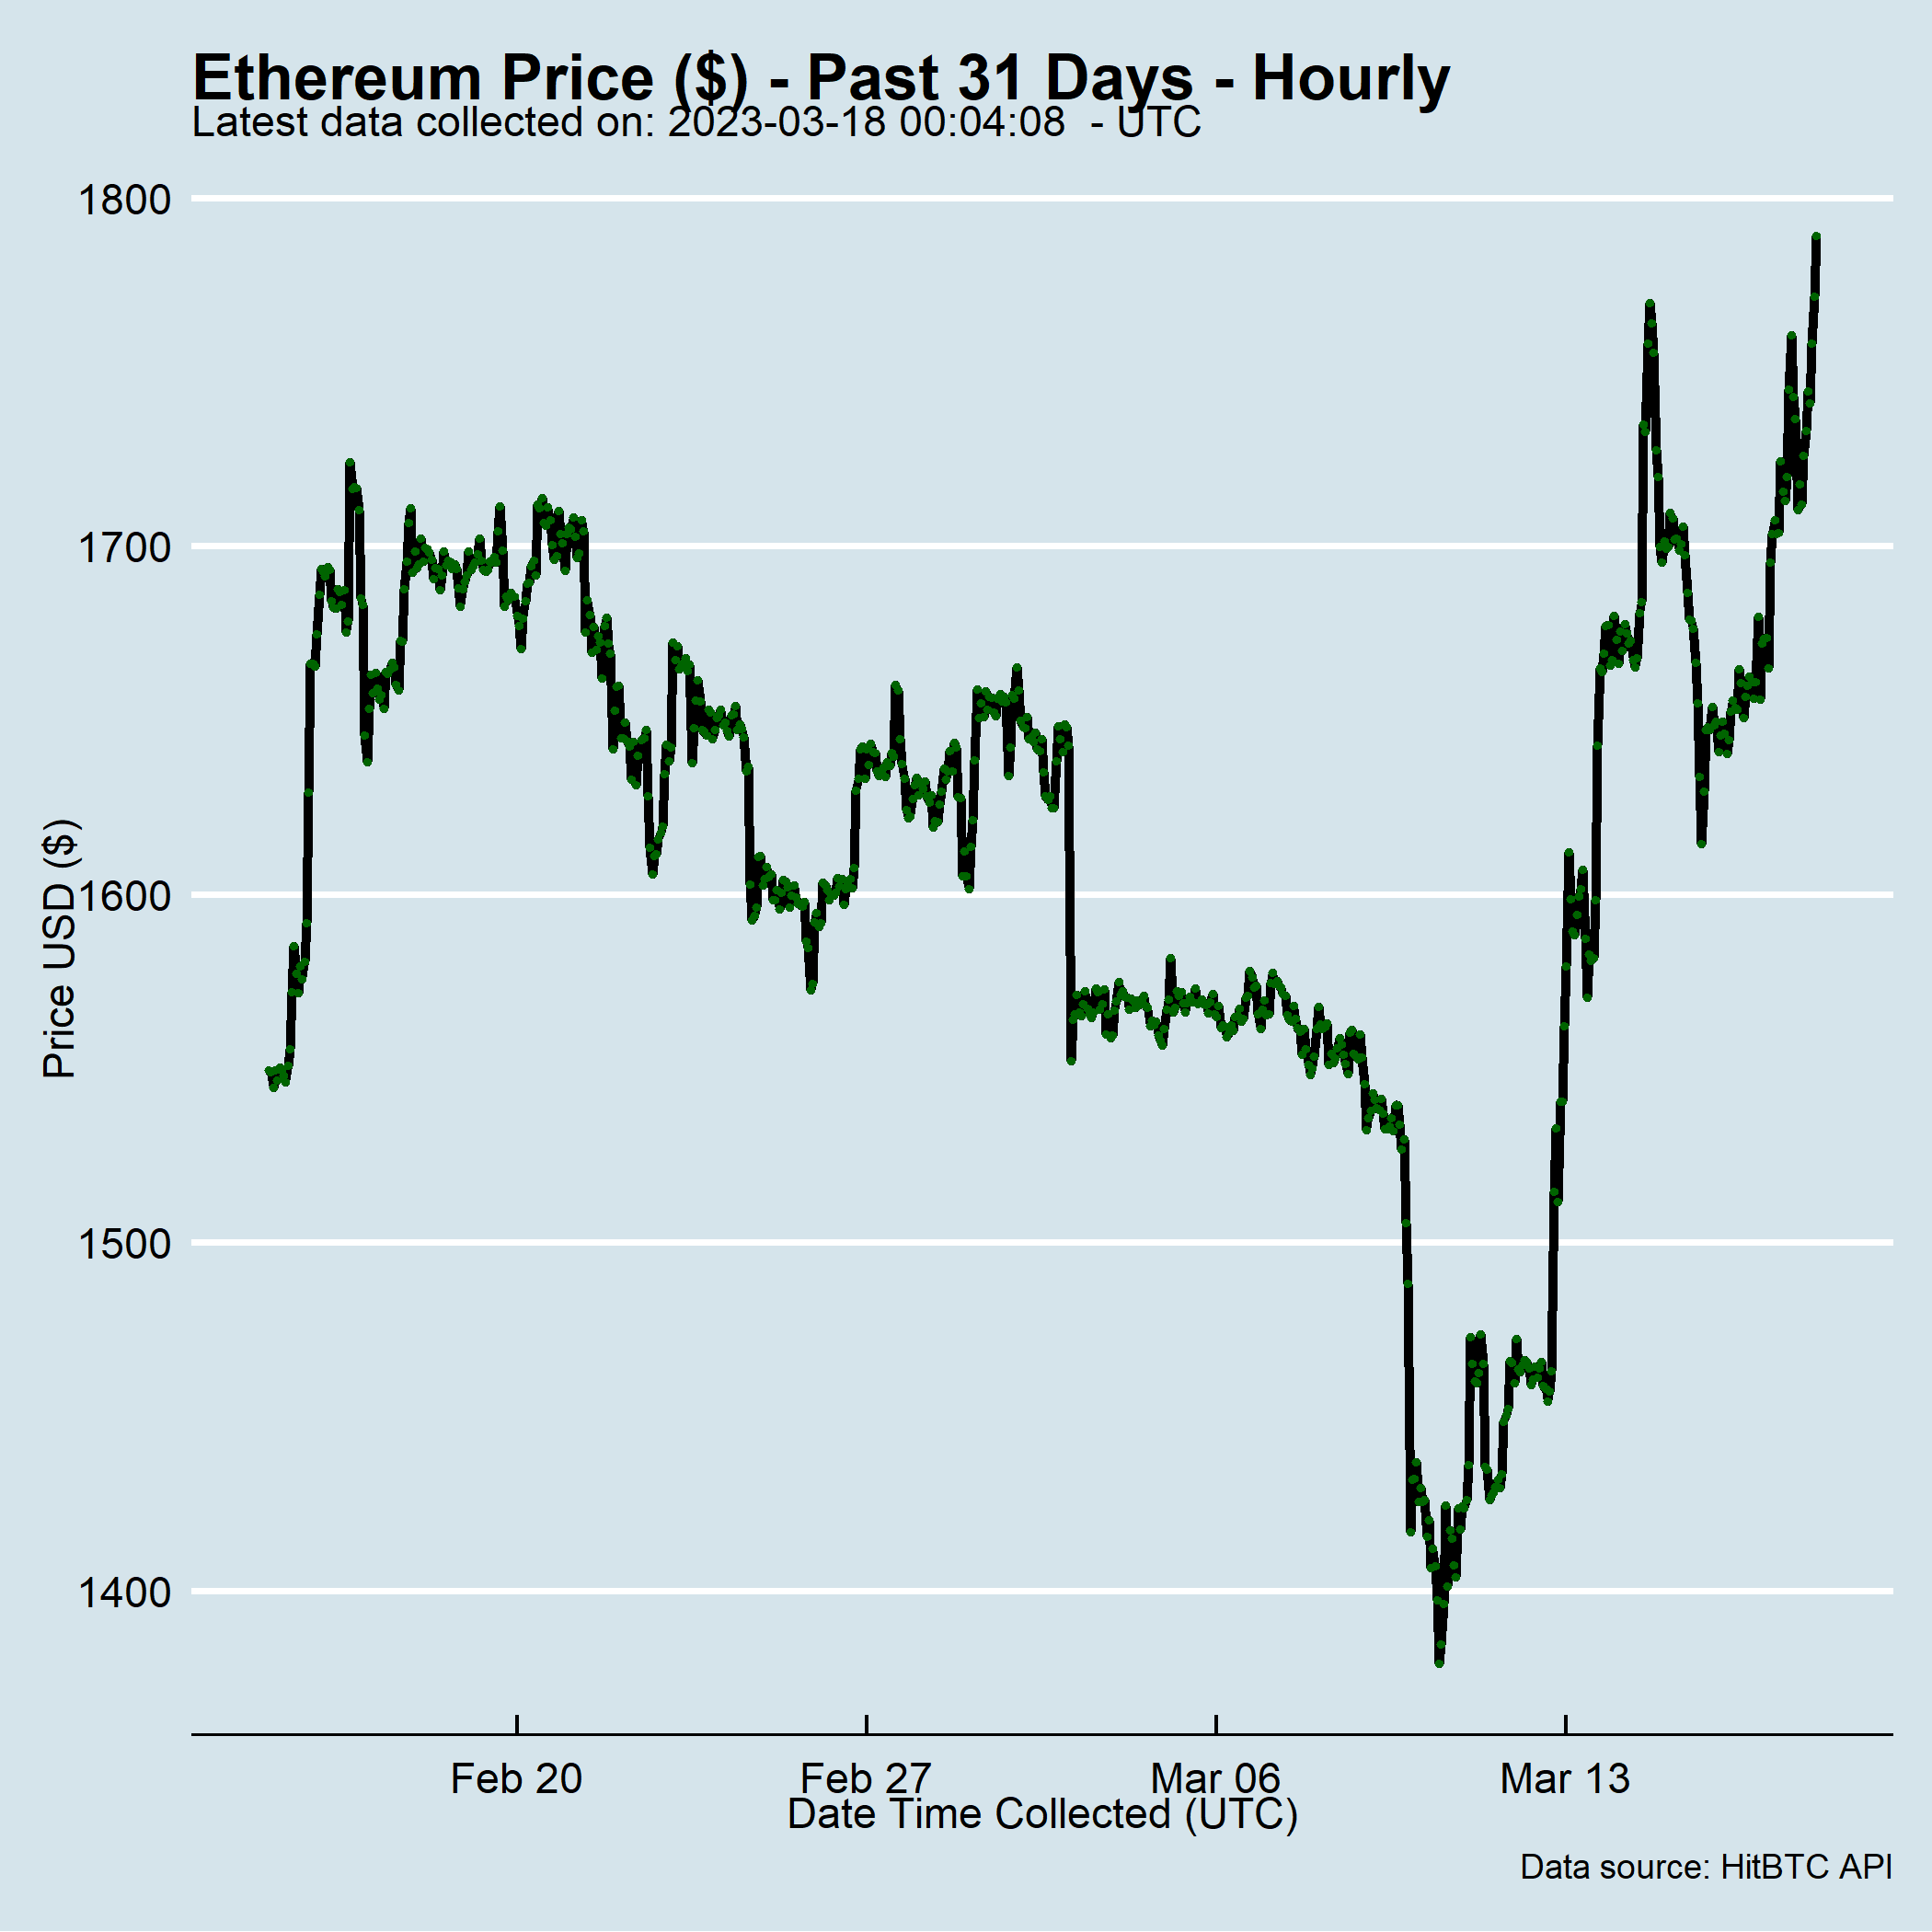 Ethereum Price ($) - Past 31 Days - Hourly
Latest data collected on: 2023-03-18 00:04:08  - UTC
1800
1700
1600
1500
1400
Price USD ($)
Feb 20
Feb 27
Mar 06
Mar 13
Date Time Collected (UTC)
Data source: HitBTC API